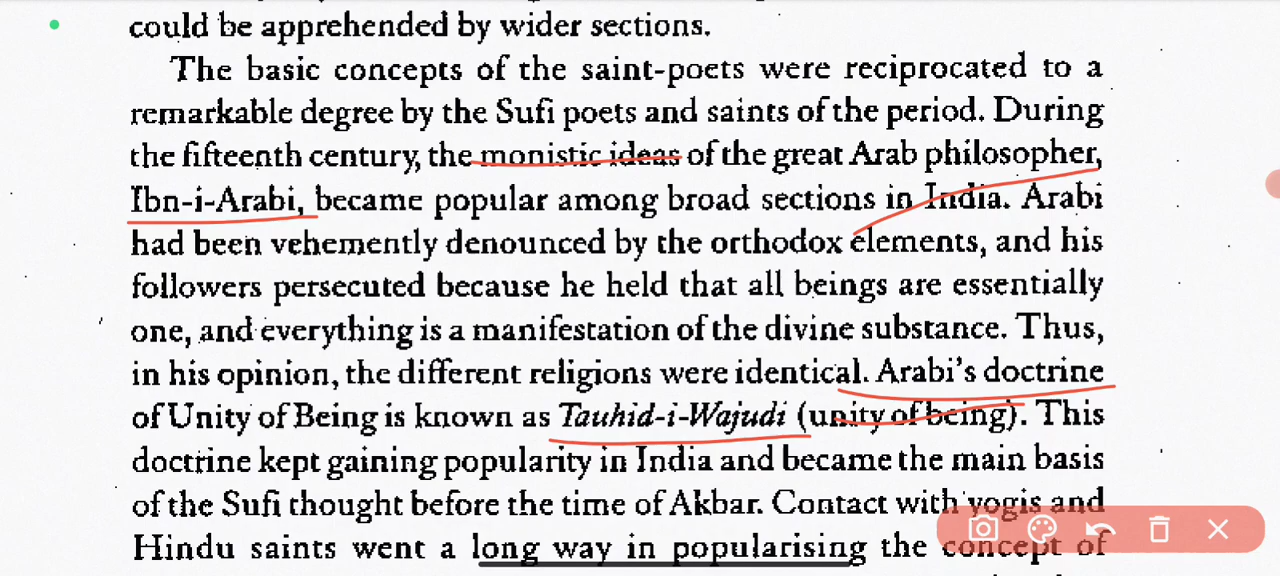 could be apprehended by wider sections.
The basic concepts of the saint-poets were reciprocated to a
remarkable degree by the Sufi poets and saints of the period. During
the fifteenth century, the monistic ideas of the great Arab philosopher,
Ibn-i-Arabi, became popular among broad sections in India. Arabi
had been vehemently denounced by the orthodox elements, and his
followers persecuted because he held that all beings are essentially
one, and everything is a manifestation of the divine substance. Thus,
in his opinion, the different religions were identical. Arabi's doctrine
of Unity of Being is known as Tauhid-i-Wajudi (unity of being). This
doctrine kept gaining popularity in India and became the main basis
of the Sufi thought before the time of Akbar. Contact with yogis and
Hindu saints went a long way in popularising the concept of